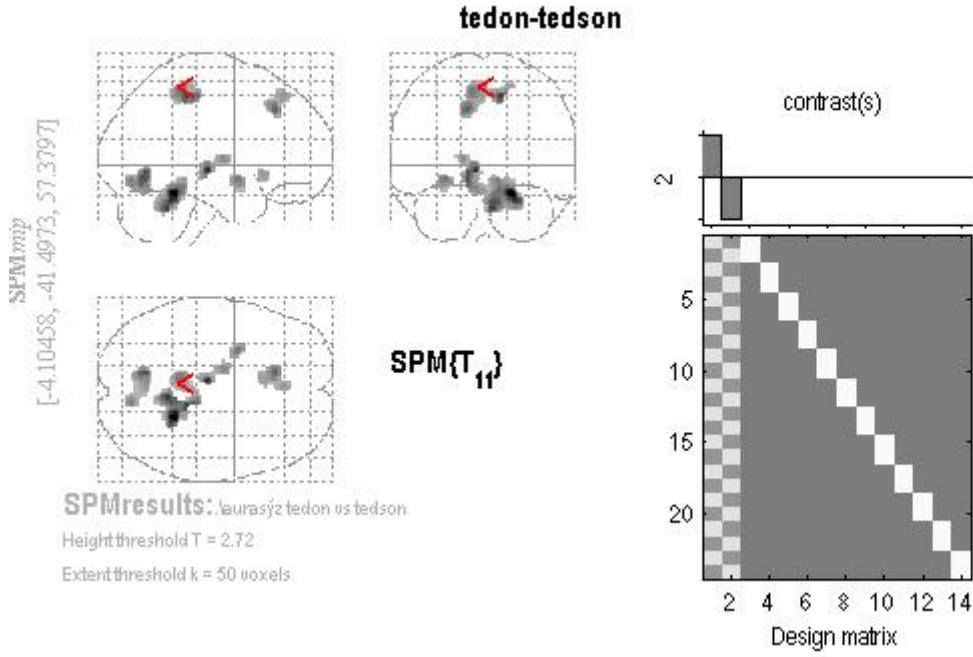 tedon-tedson
SPMmip
[-4.10458, -41.4973, 57.3797]
SPM{T11}
SPMresults: .\aurasýz tedon vs tedson
Height threshold T = 2.72
Extent threshold k = 50 voxels
contrast(s)
2
5
10
15
20
2 4 6 8 10 12 14
Design matrix